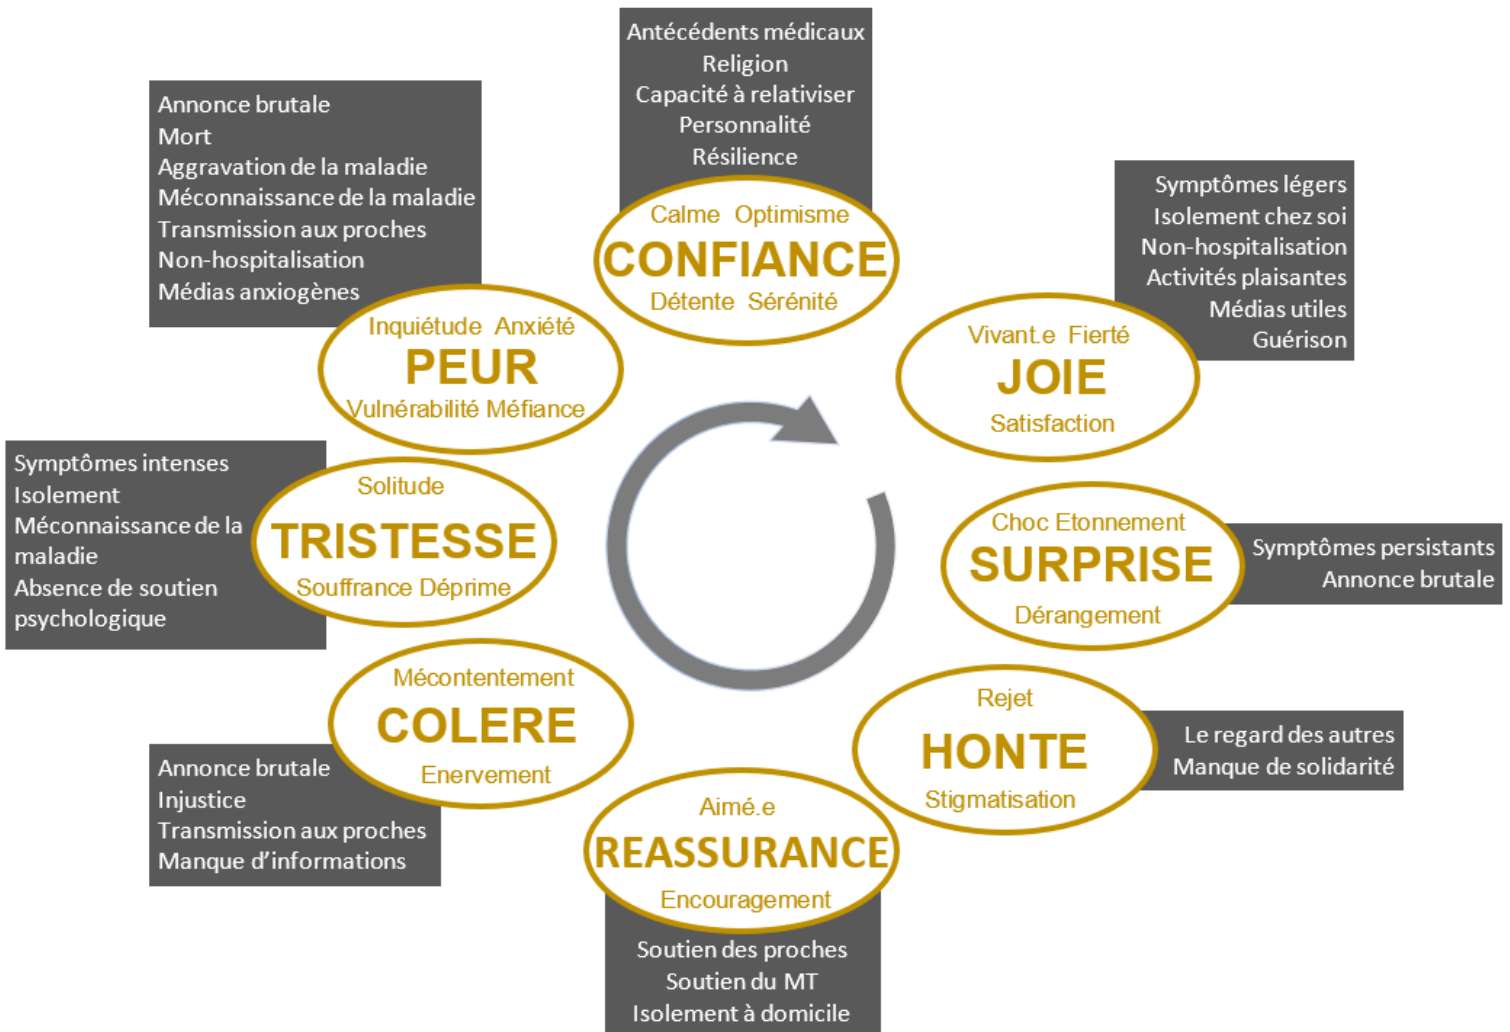 Antécédents médicaux
Religion
Capacité à relativiser
Personnalité
Résilience
Calme Optimisme
CONFIANCE
Détente Sérénité
Symptômes légers
Isolement chez soi
Non-hospitalisation
Activités plaisantes
Médias utiles
Guérison
Vivant.e Fierté
JOIE
Satisfaction
Choc Etonnement
SURPRISE
Dérangement
Symptômes persistants
Annonce brutale
Rejet
HONTE
Stigmatisation
Le regard des autres
Manque de solidarité
Aimé.e
REASSURANCE
Encouragement
Soutien des proches
Soutien du MT
Isolement à domicile
Mécontentement
COLERE
Enervement
Annonce brutale
Injustice
Transmission aux proches
Manque d'informations
Solitude
TRISTESSE
Souffrance Déprime
Symptômes intenses
Isolement
Méconnaissance de la
maladie
Absence de soutien
psychologique
Annonce brutale
Mort
Aggravation de la maladie
Méconnaissance de la maladie
Transmission aux proches
Non-hospitalisation
Médias anxiogènes
Inquiétude Anxiété
PEUR
Vulnérabilité Méfiance